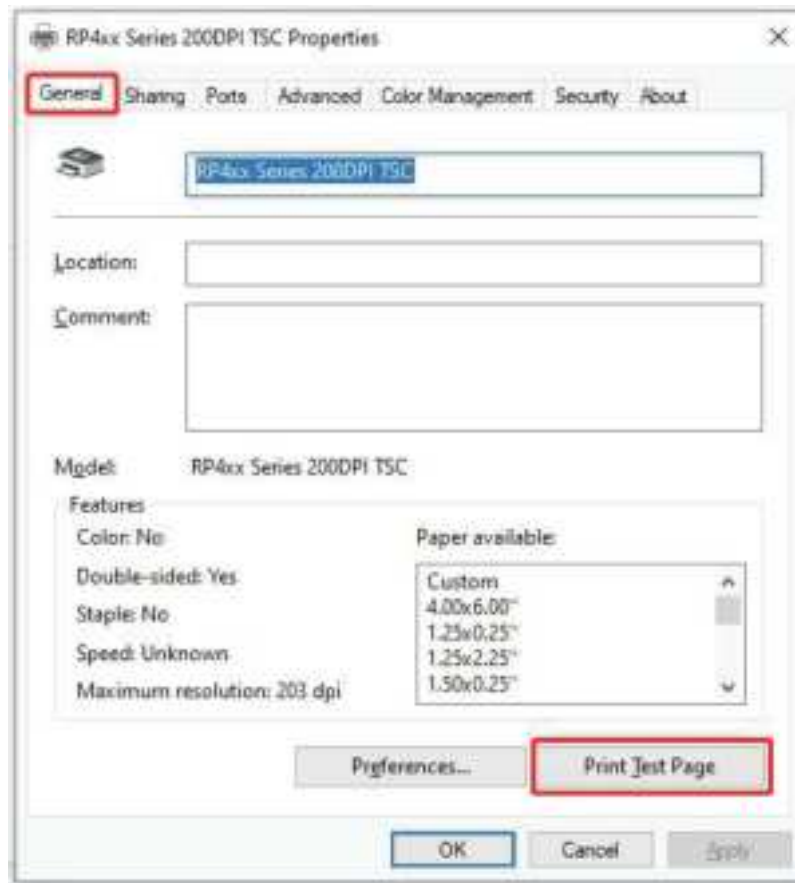 RP4xx Series 200DPI TSC Properties
General Sharing Ports Advanced Color Management Security About
RP4xx Series 200DPI TSC
Location:
Comment:
Model: RP4xx Series 200DPI TSC
Features
Color: No
Double-sided: Yes
Staple: No
Speed: Unknown
Maximum resolution: 203 dpi
Paper available:
Custom
4.00x6.00"
1.25x0.25"
1.25x2.25"
1.50x0.25"
Preferences... Print Test Page
OK Cancel Apply